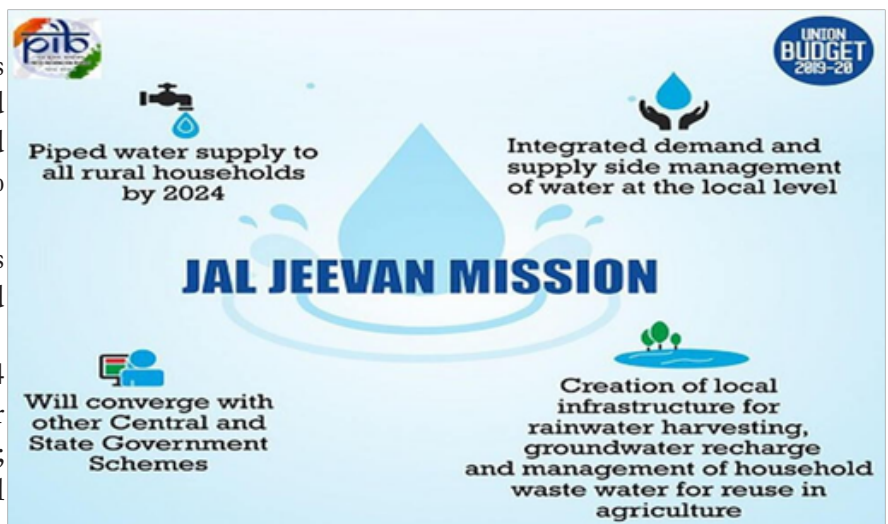 pib
UNION
BUDGET
2019-20
Piped water supply to
all rural households
by 2024
Integrated demand and
supply side management
of water at the local level
JAL JEEVAN MISSION
Will converge with
other Central and
State Government
Schemes
Creation of local
infrastructure for
rainwater harvesting,
groundwater recharge
and management of household
waste water for reuse in
agriculture